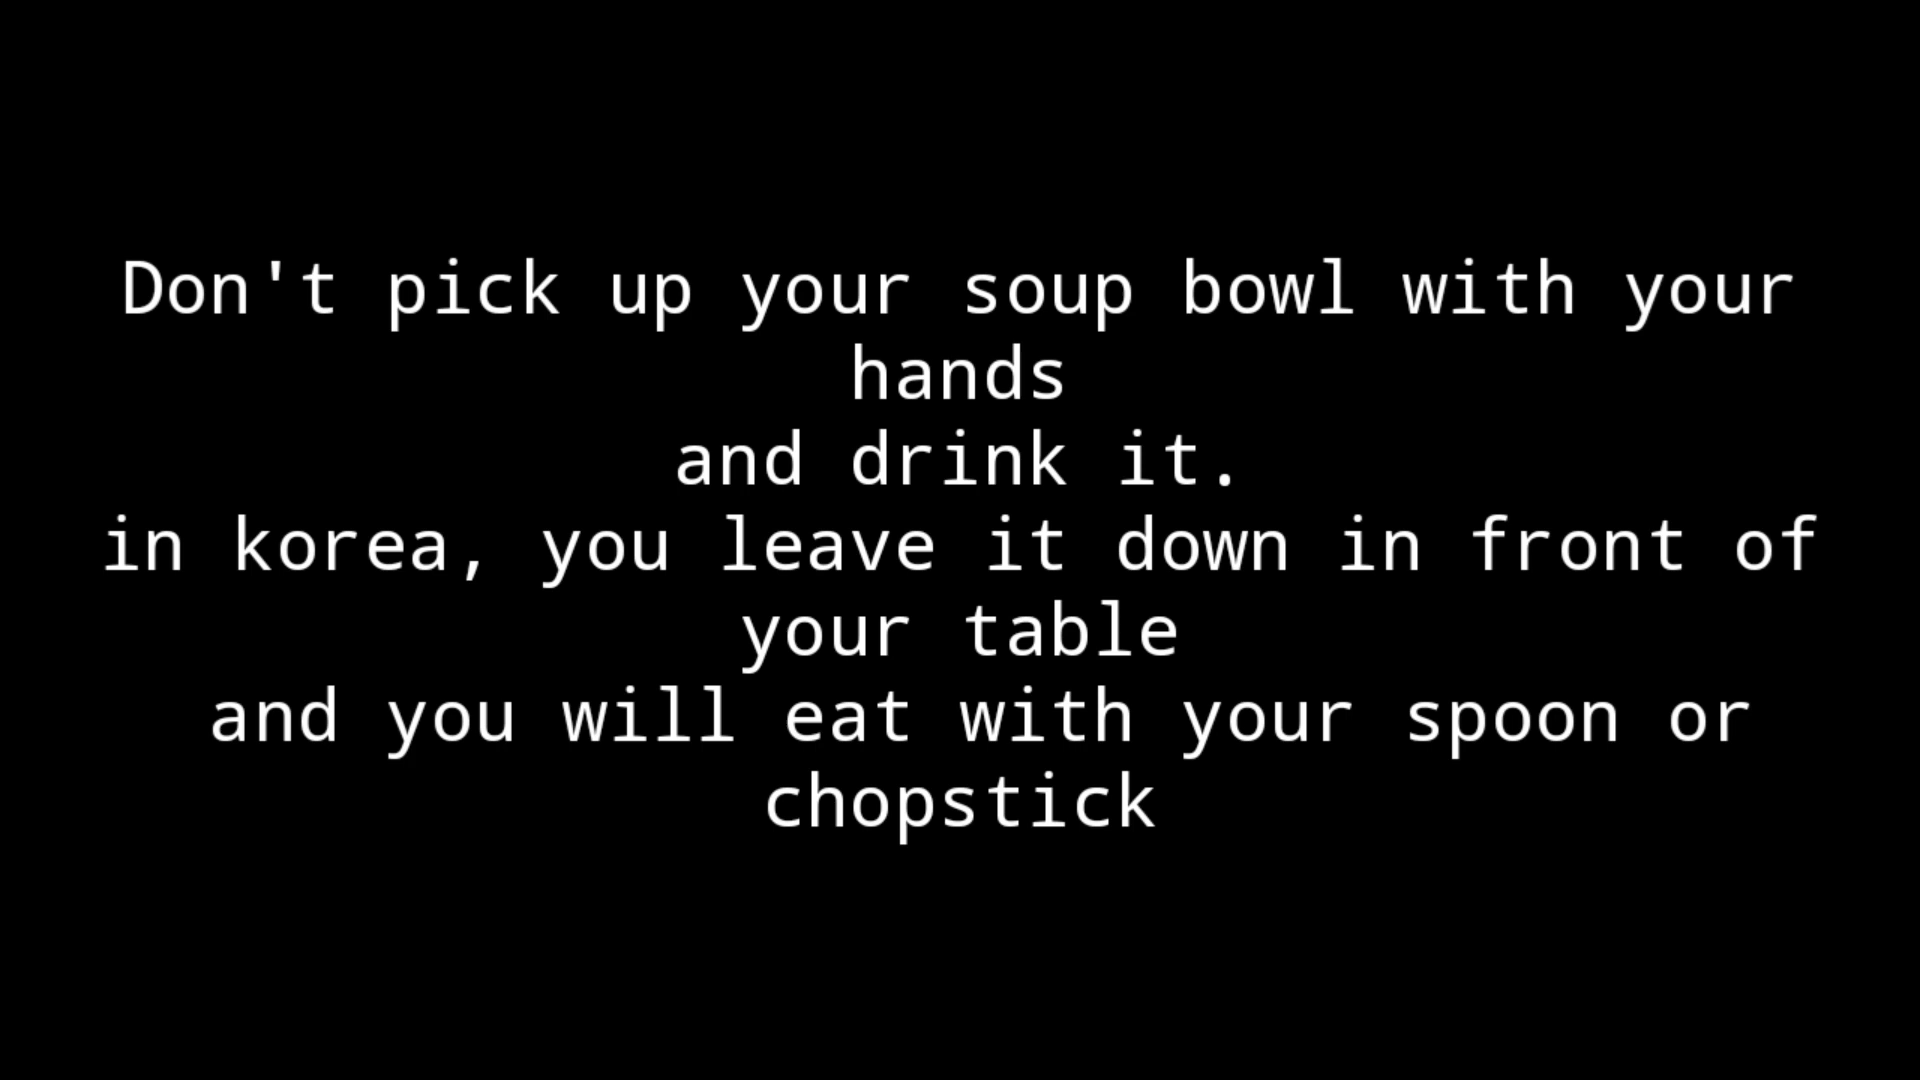 Don't pick up your soup bowl with your
hands
and drink it.
in korea, you leave it down in front of
your table
and you will eat with your spoon or
chopstick